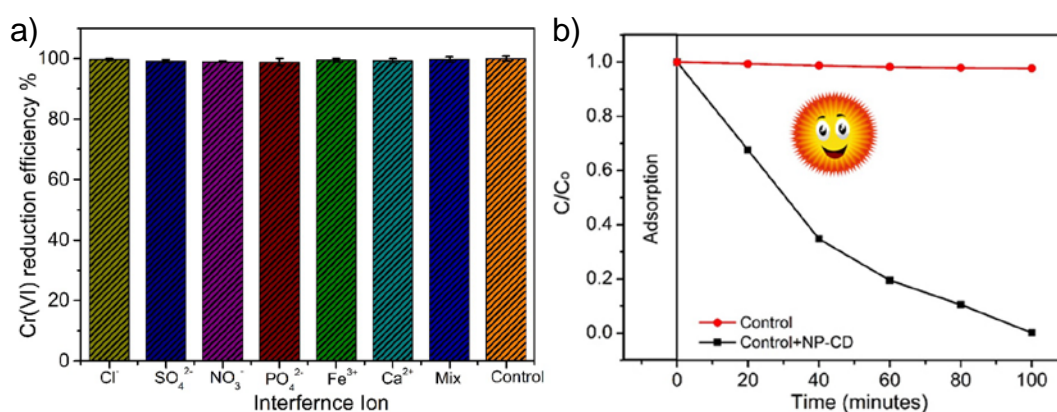 a)
Cr(VI) reduction efficiency %
100
80
60
40
20
0
Cl⁻ SO₄²⁻ NO₃⁻ PO₄²⁻ Fe³⁺ Ca²⁺ Mix Control
Interfernce Ion
b)
C/C₀
1.0
0.8
0.6
0.4
0.2
0.0
Adsorption
Control
Control+NP-CD
0 20 40 60 80 100
Time (minutes)